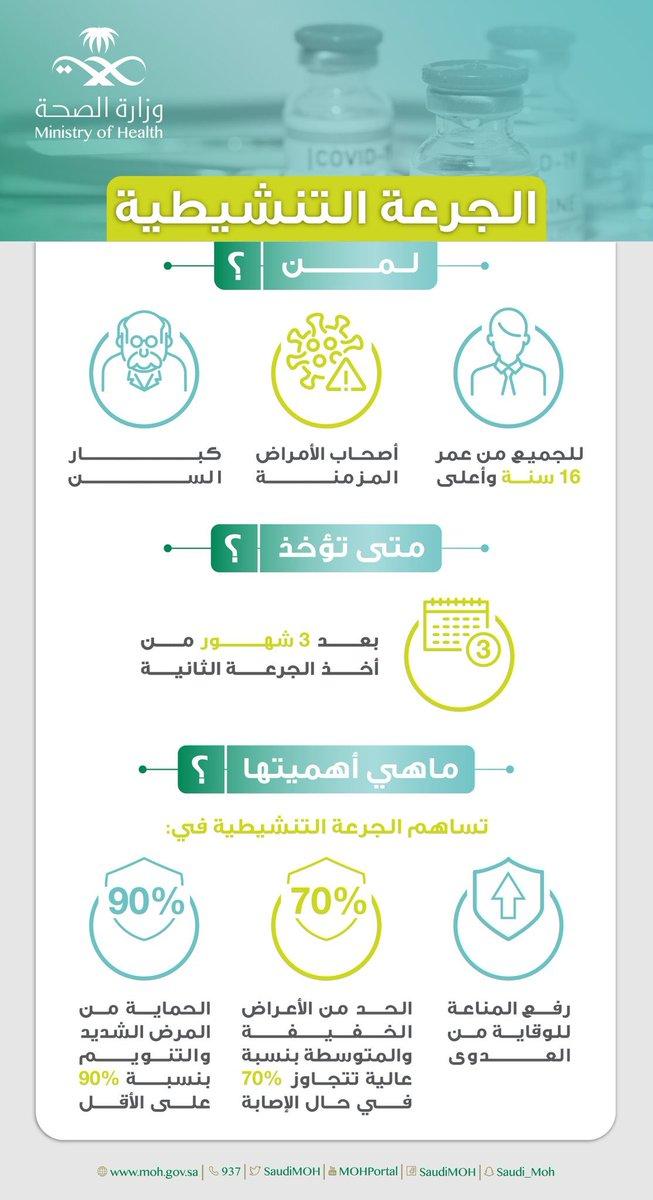 وزارة الصحة
Ministry of Health
COVID-1
الجرعة التنشيطية
لمن ؟
للجميع من عمر
16 سنة وأعلى
أصحاب الأمراض
المزمنة
كبار
السن
متى تؤخذ ؟
3
بعد 3 شهور من
أخذ الجرعة الثانية
ماهي أهميتها ؟
تساهم الجرعة التنشيطية في:
رفع المناعة
للوقاية من
العدوى
70%
الحد من الأعراض
الخفيفة
والمتوسطة بنسبة
عالية تتجاوز 70%
في حال الإصابة
90%
الحماية من
المرض الشديد
والتنويم
بنسبة 90%
على الأقل
www.moh.gov.sa | 937 | SaudiMOH | MOHPortal | SaudiMOH | Saudi_Moh